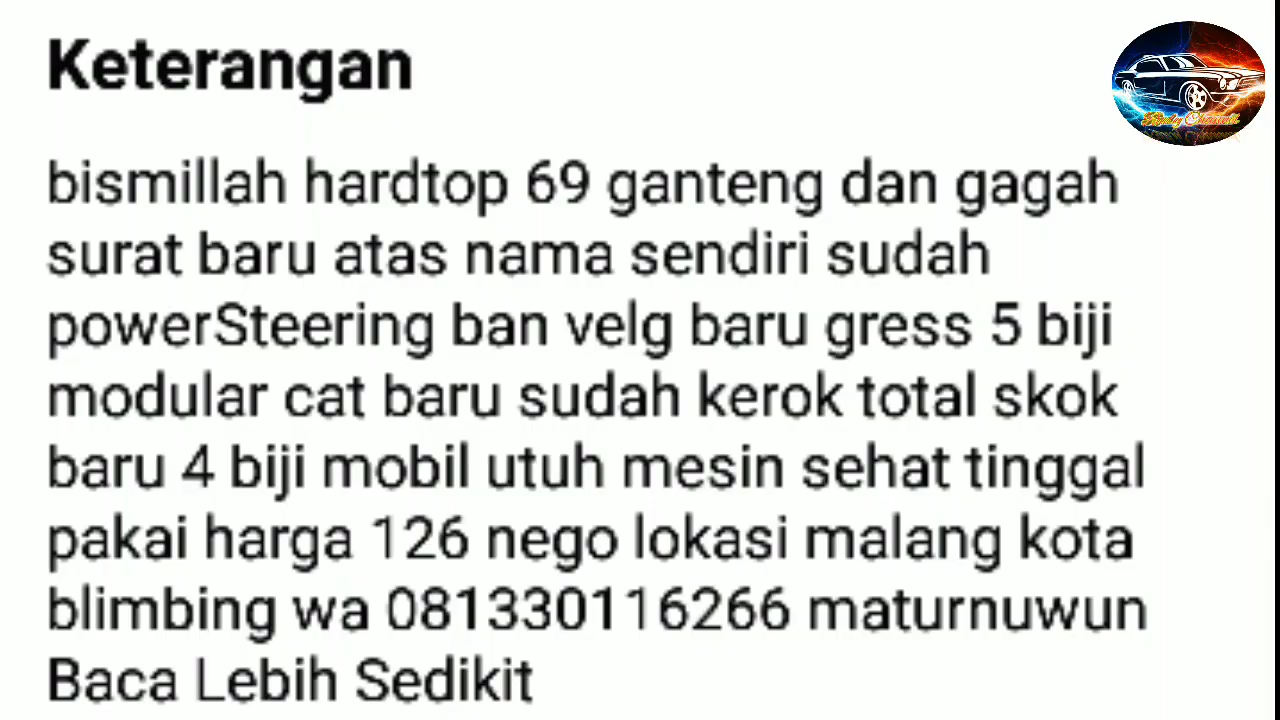 Keterangan
bismillah hardtop 69 ganteng dan gagah
surat baru atas nama sendiri sudah
powerSteering ban velg baru gress 5 biji
modular cat baru sudah kerok total skok
baru 4 biji mobil utuh mesin sehat tinggal
pakai harga 126 nego lokasi malang kota
blimbing wa 081330116266 maturnuwun
Baca Lebih Sedikit